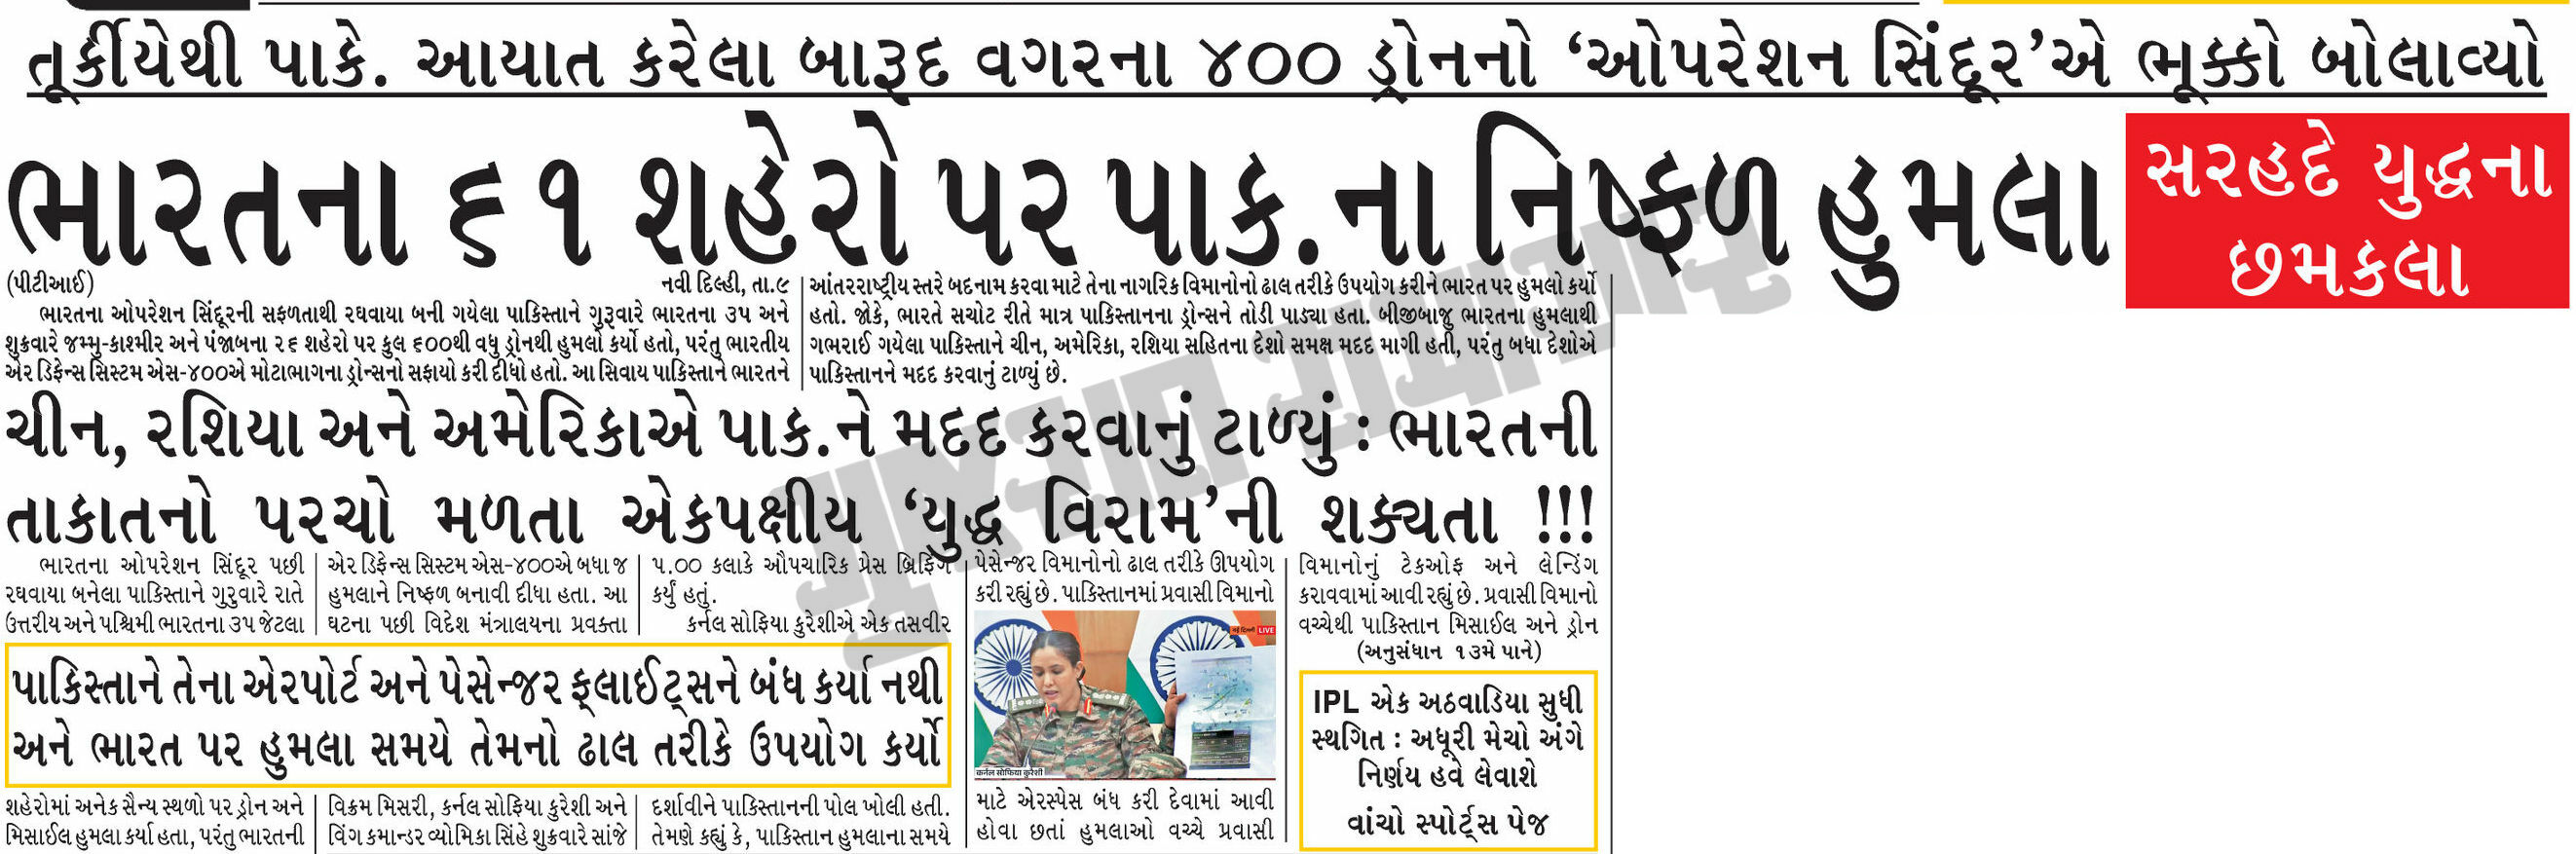 તૂર્કીયેથી પાકે. આયાત કરેલા બારૂદ વગરના ૪૦૦ ડ્રોનનો ‘ઓપરેશન સિંદૂર’એ ભૂક્કો બોલાવ્યો
ભારતના ૬૧ શહેરો પર પાક.ના નિષ્ફળ હુમલા
સરહદે યુદ્ધના
છમકલા
(પીટીઆઈ) નવી દિલ્હી, તા.૯
ભારતના ઓપરેશન સિંદૂરની સફળતાથી રઘવાયા બની ગયેલા પાકિસ્તાને ગુરૂવારે ભારતના ૩૫ અને
શુક્રવારે જમ્મુ-કાશ્મીર અને પંજાબના ૨૬ શહેરો પર કુલ ૬૦૦થી વધુ ડ્રોનથી હુમલો કર્યો હતો, પરંતુ ભારતીય
એર ડિફેન્સ સિસ્ટમ એસ-૪૦૦એ મોટાભાગના ડ્રોન્સનો સફાયો કરી દીધો હતો. આ સિવાય પાકિસ્તાને ભારતને
આંતરરાષ્ટ્રીય સ્તરે બદનામ કરવા માટે તેના નાગરિક વિમાનોનો ઢાલ તરીકે ઉપયોગ કરીને ભારત પર હુમલો કર્યો
હતો. જોકે, ભારતે સચોટ રીતે માત્ર પાકિસ્તાનના ડ્રોન્સને તોડી પાડ્યા હતા. બીજીબાજુ ભારતના હુમલાથી
ગભરાઈ ગયેલા પાકિસ્તાને ચીન, અમેરિકા, રશિયા સહિતના દેશો સમક્ષ મદદ માગી હતી, પરંતુ બધા દેશોએ
પાકિસ્તાનને મદદ કરવાનું ટાળ્યું છે.
ચીન, રશિયા અને અમેરિકાએ પાક.ને મદદ કરવાનું ટાળ્યું : ભારતની
તાકાતનો પરચો મળતા એકપક્ષીય ‘યુદ્ધ વિરામ’ની શક્યતા !!!
ભારતના ઓપરેશન સિંદૂર પછી
રઘવાયા બનેલા પાકિસ્તાને ગુરુવારે રાતે
ઉત્તરીય અને પશ્ચિમી ભારતના ૩૫ જેટલા
શહેરોમાં અનેક સૈન્ય સ્થળો પર ડ્રોન અને
મિસાઈલ હુમલા કર્યા હતા, પરંતુ ભારતની
એર ડિફેન્સ સિસ્ટમ એસ-૪૦૦એ બધા જ
હુમલાને નિષ્ફળ બનાવી દીધા હતા. આ
ઘટના પછી વિદેશ મંત્રાલયના પ્રવક્તા
વિક્રમ મિસરી, કર્નલ સોફિયા કુરેશી અને
વિંગ કમાન્ડર વ્યોમિકા સિંહે શુક્રવારે સાંજે
૫.૦૦ કલાકે ઔપચારિક પ્રેસ બ્રિફિંગ
કર્યું હતું.
કર્નલ સોફિયા કુરેશીએ એક તસવીર
દર્શાવીને પાકિસ્તાનની પોલ ખોલી હતી.
તેમણે કહ્યું કે, પાકિસ્તાન હુમલાના સમયે
પાકિસ્તાને તેના એરપોર્ટ અને પેસેન્જર ફ્લાઈટ્સને બંધ કર્યા નથી
અને ભારત પર હુમલા સમયે તેમનો ઢાલ તરીકે ઉપયોગ કર્યો
પેસેન્જર વિમાનોનો ઢાલ તરીકે ઊપયોગ
કરી રહ્યું છે. પાકિસ્તાનમાં પ્રવાસી વિમાનો
नई दिल्ली LIVE
कर्नल सोफिया कुरेशी
માટે એરસ્પેસ બંધ કરી દેવામાં આવી
હોવા છતાં હુમલાઓ વચ્ચે પ્રવાસી
વિમાનોનું ટેકઓફ અને લેન્ડિંગ
કરાવવામાં આવી રહ્યું છે. પ્રવાસી વિમાનો
વચ્ચેથી પાકિસ્તાન મિસાઈલ અને ડ્રોન
(અનુસંધાન ૧૩મે પાને)
IPL એક અઠવાડિયા સુધી
સ્થગિત : અધૂરી મેચો અંગે
નિર્ણય હવે લેવાશે
વાંચો સ્પોર્ટ્સ પેજ
ગુજરાત સમાચાર